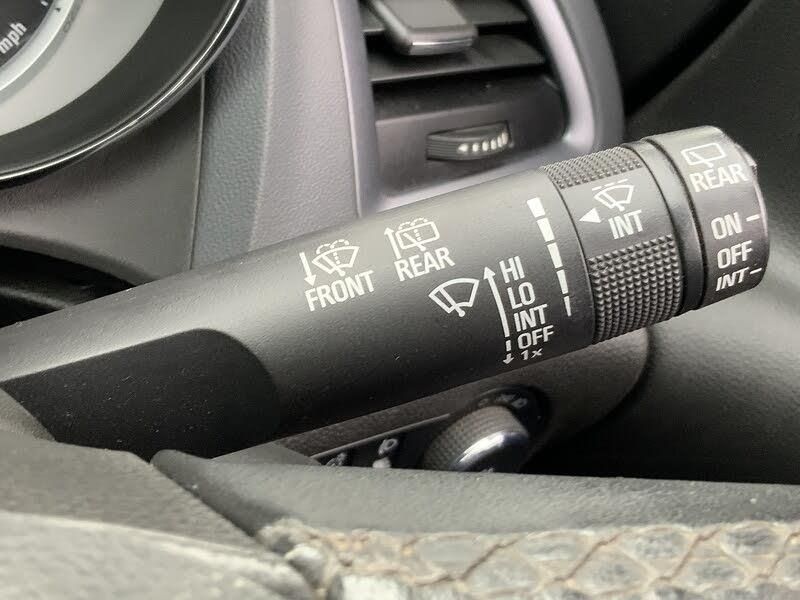 mph
FRONT
REAR
HI
LO
INT
OFF
1x
INT
REAR
ON
OFF
INT